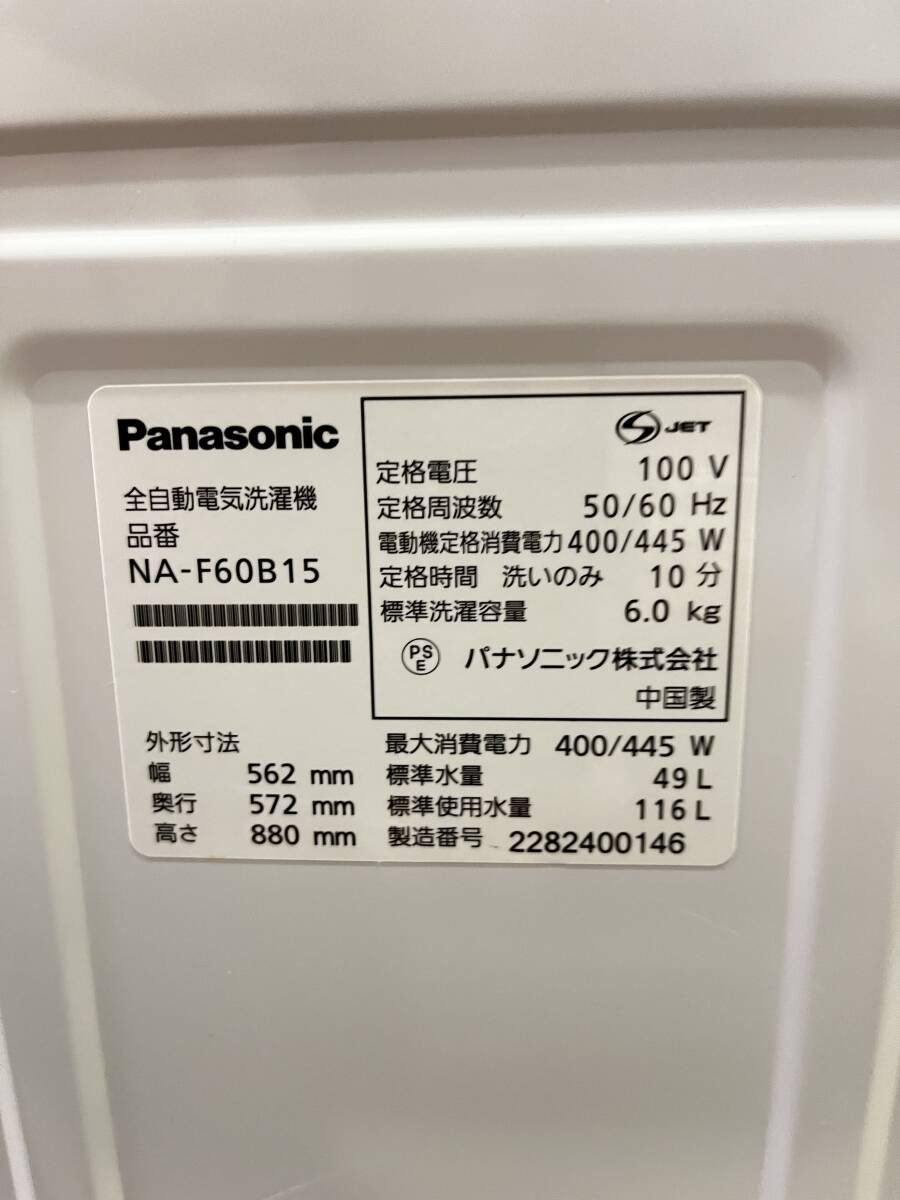 Panasonic
全自動電気洗濯機
品番
NA-F60B15
S JET
定格電圧 100 V
定格周波数 50/60 Hz
電動機定格消費電力 400/445 W
定格時間 洗いのみ 10 分
標準洗濯容量 6.0 kg
PS E パナソニック株式会社
中国製
外形寸法
幅 562 mm
奥行 572 mm
高さ 880 mm
最大消費電力 400/445 W
標準水量 49 L
標準使用水量 116 L
製造番号 2282400146